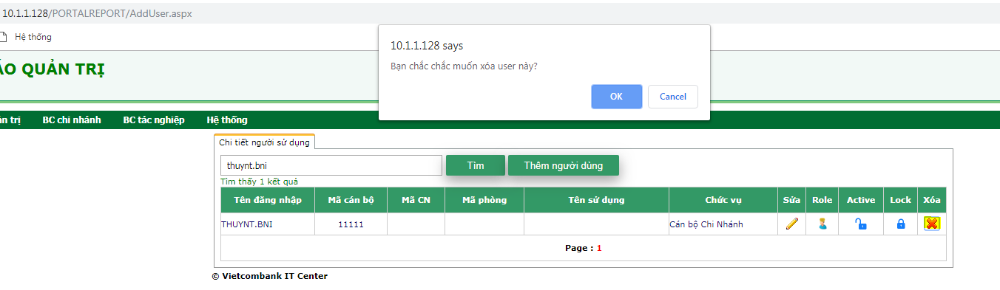 10.1.1.128/PORTALREPORT/AddUser.aspx
Hệ thống
10.1.1.128 says
Bạn chắc chắc muốn xóa user này?
OK Cancel
ÁO QUẢN TRỊ
ản trị BC chi nhánh BC tác nghiệp Hệ thống
Chi tiết người sử dụng
thuynt.bni Tìm Thêm người dùng
Tìm thấy 1 kết quả
Tên đăng nhập Mã cán bộ Mã CN Mã phòng Tên sử dụng Chức vụ Sửa Role Active Lock Xóa
THUYNT.BNI 11111 Cán bộ Chi Nhánh
Page : 1
© Vietcombank IT Center